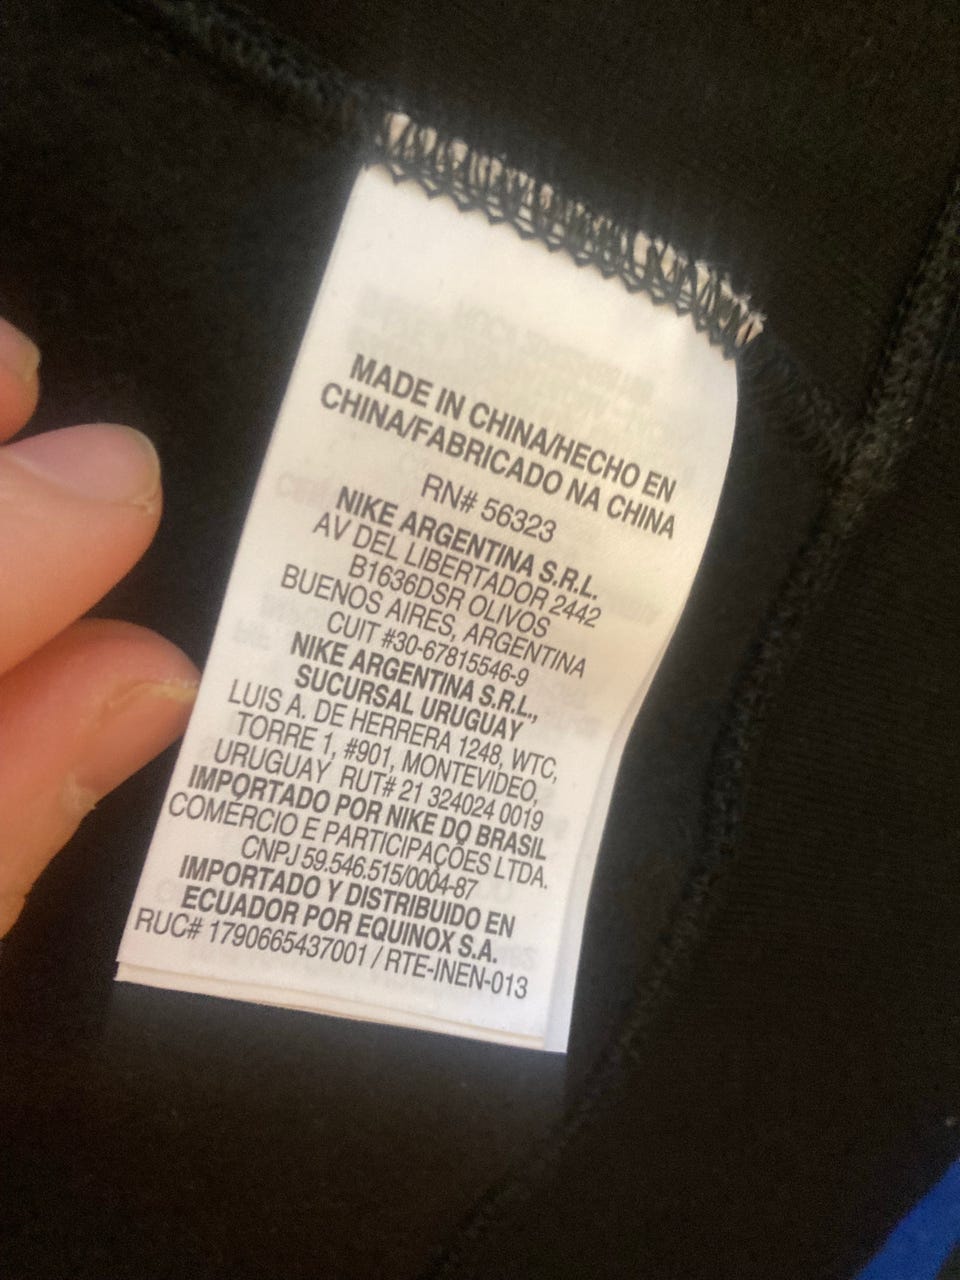 MADE IN CHINA/HECHO EN
CHINA/FABRICADO NA CHINA
RN# 56323
NIKE ARGENTINA S.R.L.
AV DEL LIBERTADOR 2442
B1636DSR OLIVOS
BUENOS AIRES, ARGENTINA
CUIT #30-67815546-9
NIKE ARGENTINA S.R.L.,
SUCURSAL URUGUAY
LUIS A. DE HERRERA 1248, WTC,
TORRE 1, #901, MONTEVIDEO,
URUGUAY RUT# 21 324024 0019
IMPORTADO POR NIKE DO BRASIL
COMÉRCIO E PARTICIPAÇÕES LTDA.
CNPJ 59.546.515/0004-87
IMPORTADO Y DISTRIBUIDO EN
ECUADOR POR EQUINOX S.A.
RUC# 1790665437001 / RTE-INEN-013